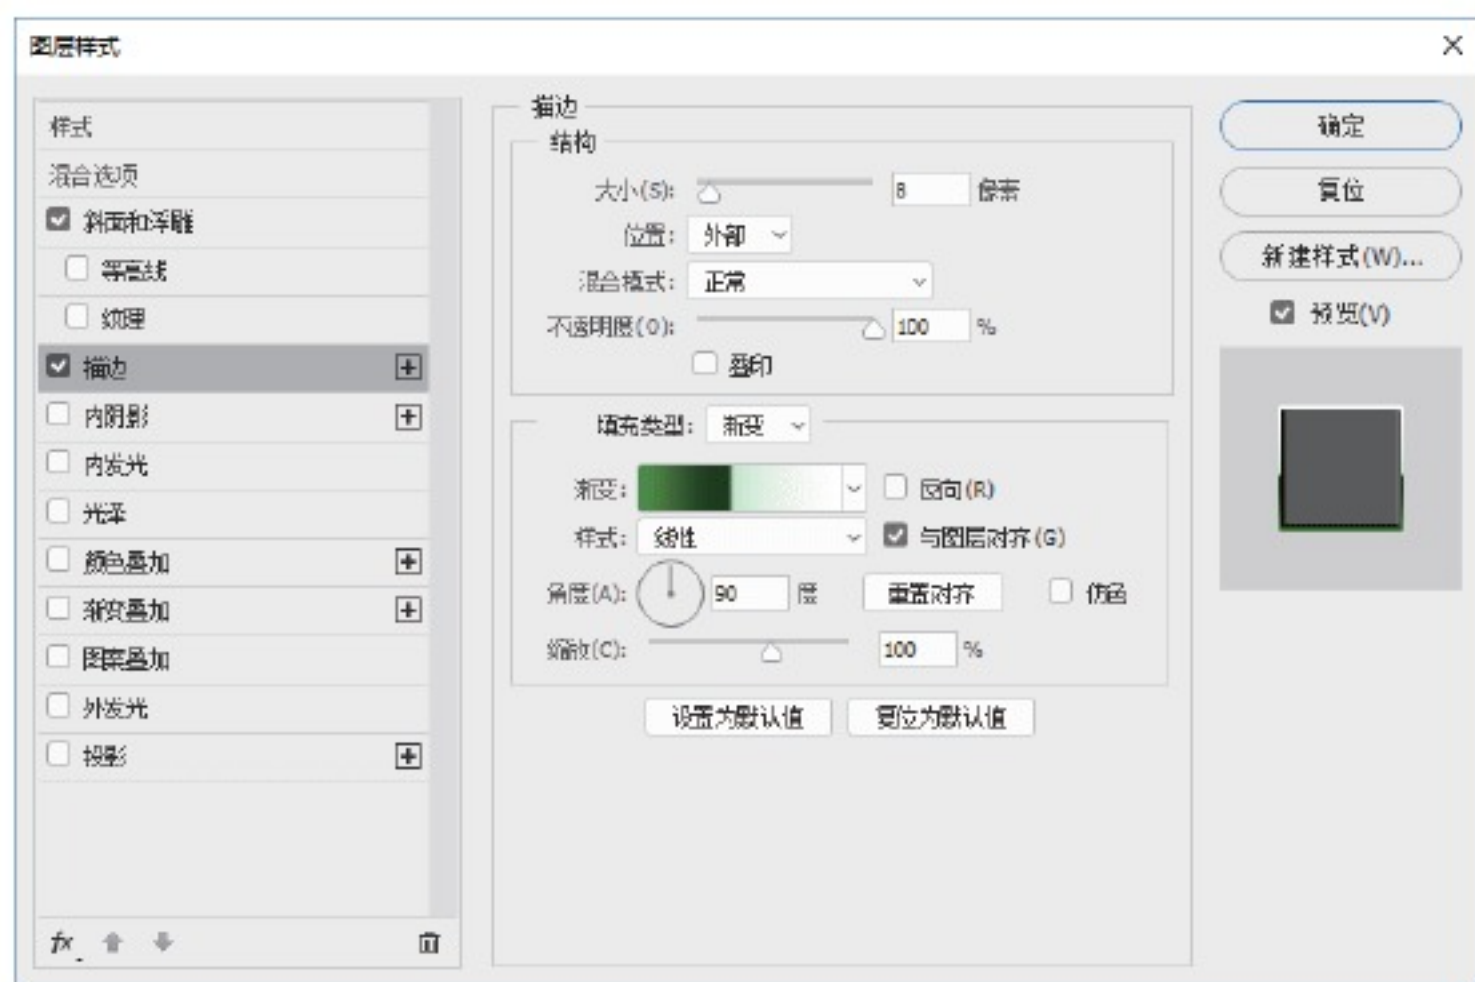 图层样式
样式
混合选项
斜面和浮雕
等高线
纹理
描边
内阴影
内发光
光泽
颜色叠加
渐变叠加
图案叠加
外发光
投影
fx
描边
结构
大小(S): 8 像素
位置: 外部
混合模式: 正常
不透明度(O): 100 %
叠印
填充类型: 渐变
渐变: 反向(R)
样式: 线性 与图层对齐(G)
角度(A): 90 度 重置对齐 仿色
缩放(C): 100 %
设置为默认值 复位为默认值
确定
复位
新建样式(W)...
预览(V)